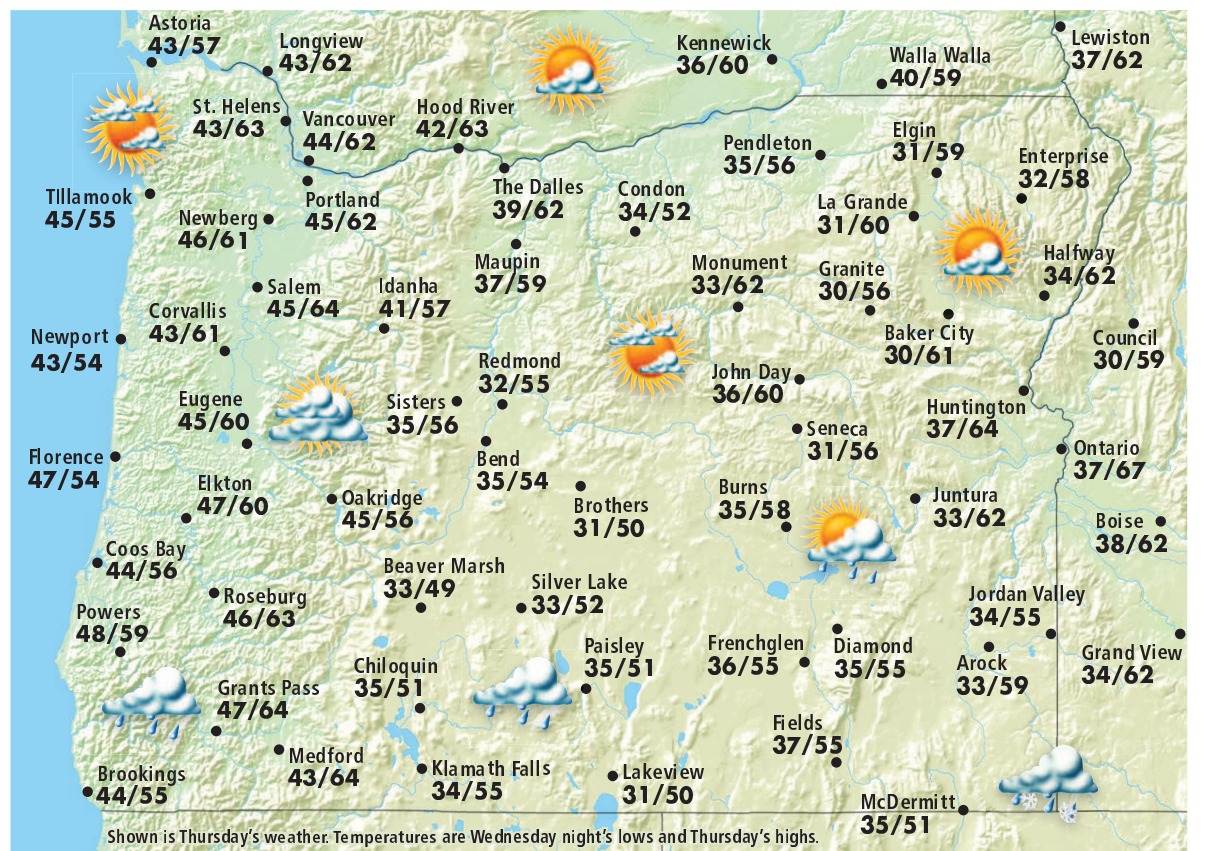 Astoria
43/57
Longview
43/62
Kennewick
36/60
Walla Walla
40/59
Lewiston
37/62
St. Helens
43/63
Vancouver
44/62
Hood River
42/63
Pendleton
35/56
Elgin
31/59
Enterprise
32/58
TIllamook
45/55
Portland
45/62
The Dalles
39/62
Condon
34/52
La Grande
31/60
Newberg
46/61
Maupin
37/59
Monument
33/62
Granite
30/56
Halfway
34/62
Salem
45/64
Idanha
41/57
Corvallis
43/61
Newport
43/54
Baker City
30/61
Council
30/59
Redmond
32/55
John Day
36/60
Eugene
45/60
Sisters
35/56
Huntington
37/64
Seneca
31/56
Florence
47/54
Bend
35/54
Ontario
37/67
Elkton
47/60
Oakridge
45/56
Brothers
31/50
Burns
35/58
Juntura
33/62
Boise
38/62
Coos Bay
44/56
Beaver Marsh
33/49
Silver Lake
33/52
Roseburg
46/63
Jordan Valley
34/55
Powers
48/59
Paisley
35/51
Frenchglen
36/55
Diamond
35/55
Arock
33/59
Grand View
34/62
Chiloquin
35/51
Grants Pass
47/64
Fields
37/55
Medford
43/64
Klamath Falls
34/55
Lakeview
31/50
Brookings
44/55
McDermitt
35/51
Shown is Thursday's weather. Temperatures are Wednesday night's lows and Thursday's highs.